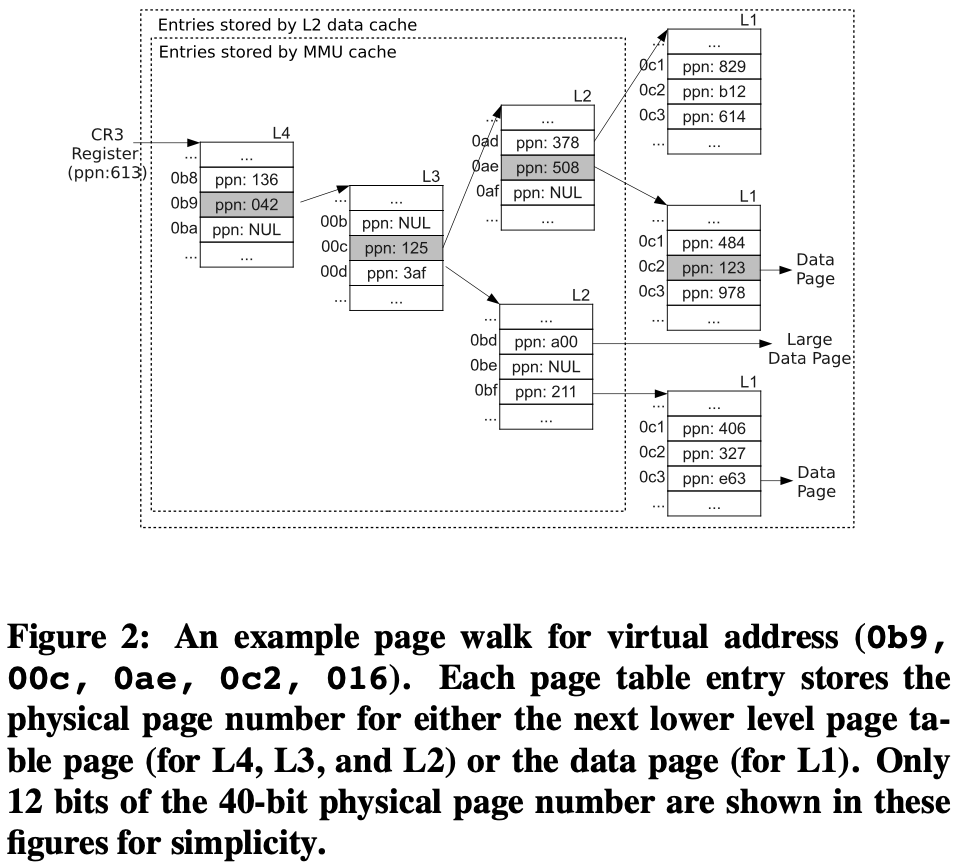 Entries stored by L2 data cache
Entries stored by MMU cache
CR3
Register
(ppn:613)
L4
... ...
0b8 ppn: 136
0b9 ppn: 042
0ba ppn: NUL
... ...
L3
... ...
00b ppn: NUL
00c ppn: 125
00d ppn: 3af
... ...
L2
... ...
0ad ppn: 378
0ae ppn: 508
0af ppn: NUL
... ...
L2
... ...
0bd ppn: a00
0be ppn: NUL
0bf ppn: 211
... ...
L1
... ...
0c1 ppn: 829
0c2 ppn: b12
0c3 ppn: 614
... ...
L1
... ...
0c1 ppn: 484
0c2 ppn: 123
0c3 ppn: 978
... ...
Data
Page
Large
Data Page
L1
... ...
0c1 ppn: 406
0c2 ppn: 327
0c3 ppn: e63
... ...
Data
Page
Figure 2: An example page walk for virtual address (0b9,
00c, 0ae, 0c2, 016). Each page table entry stores the
physical page number for either the next lower level page ta-
ble page (for L4, L3, and L2) or the data page (for L1). Only
12 bits of the 40-bit physical page number are shown in these
figures for simplicity.